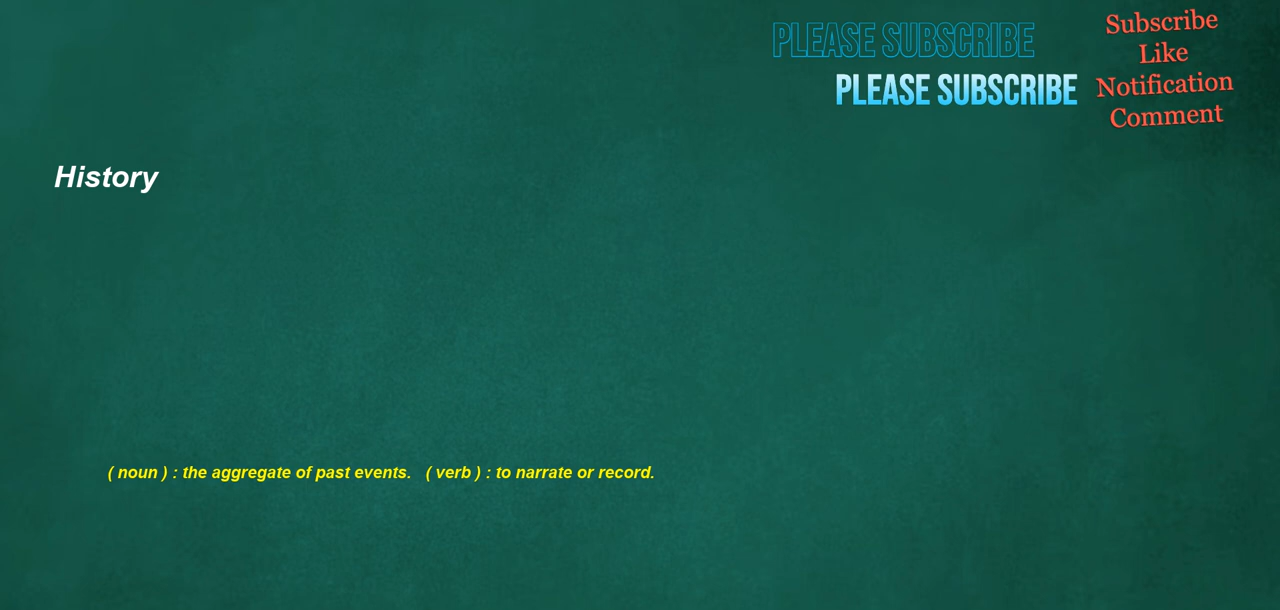 PLEASE SUBSCRIBE
PLEASE SUBSCRIBE
Subscribe
Like
Notification
Comment
History
( noun ) : the aggregate of past events. ( verb ) : to narrate or record.